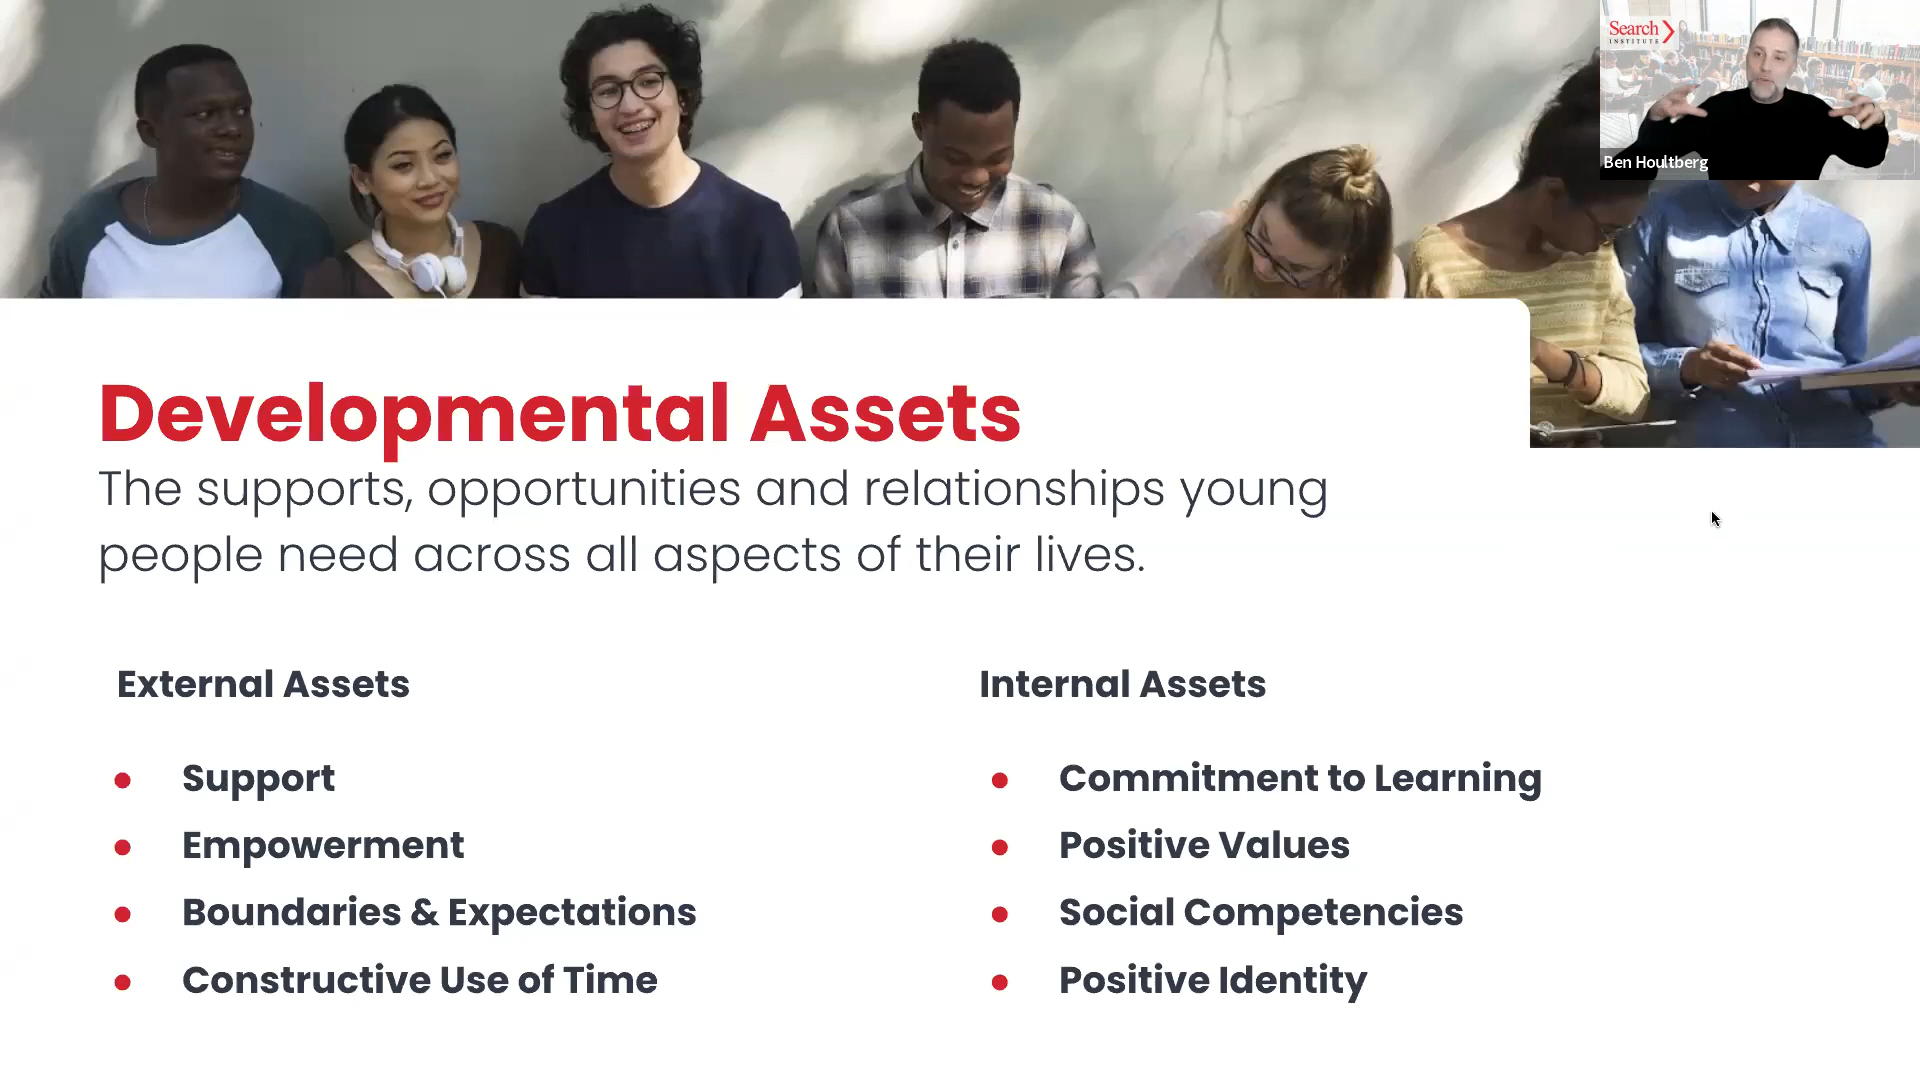 Search
INSTITUTE
Ben Houltberg
Developmental Assets
The supports, opportunities and relationships young
people need across all aspects of their lives.
External Assets
• Support
• Empowerment
• Boundaries & Expectations
• Constructive Use of Time
Internal Assets
• Commitment to Learning
• Positive Values
• Social Competencies
• Positive Identity